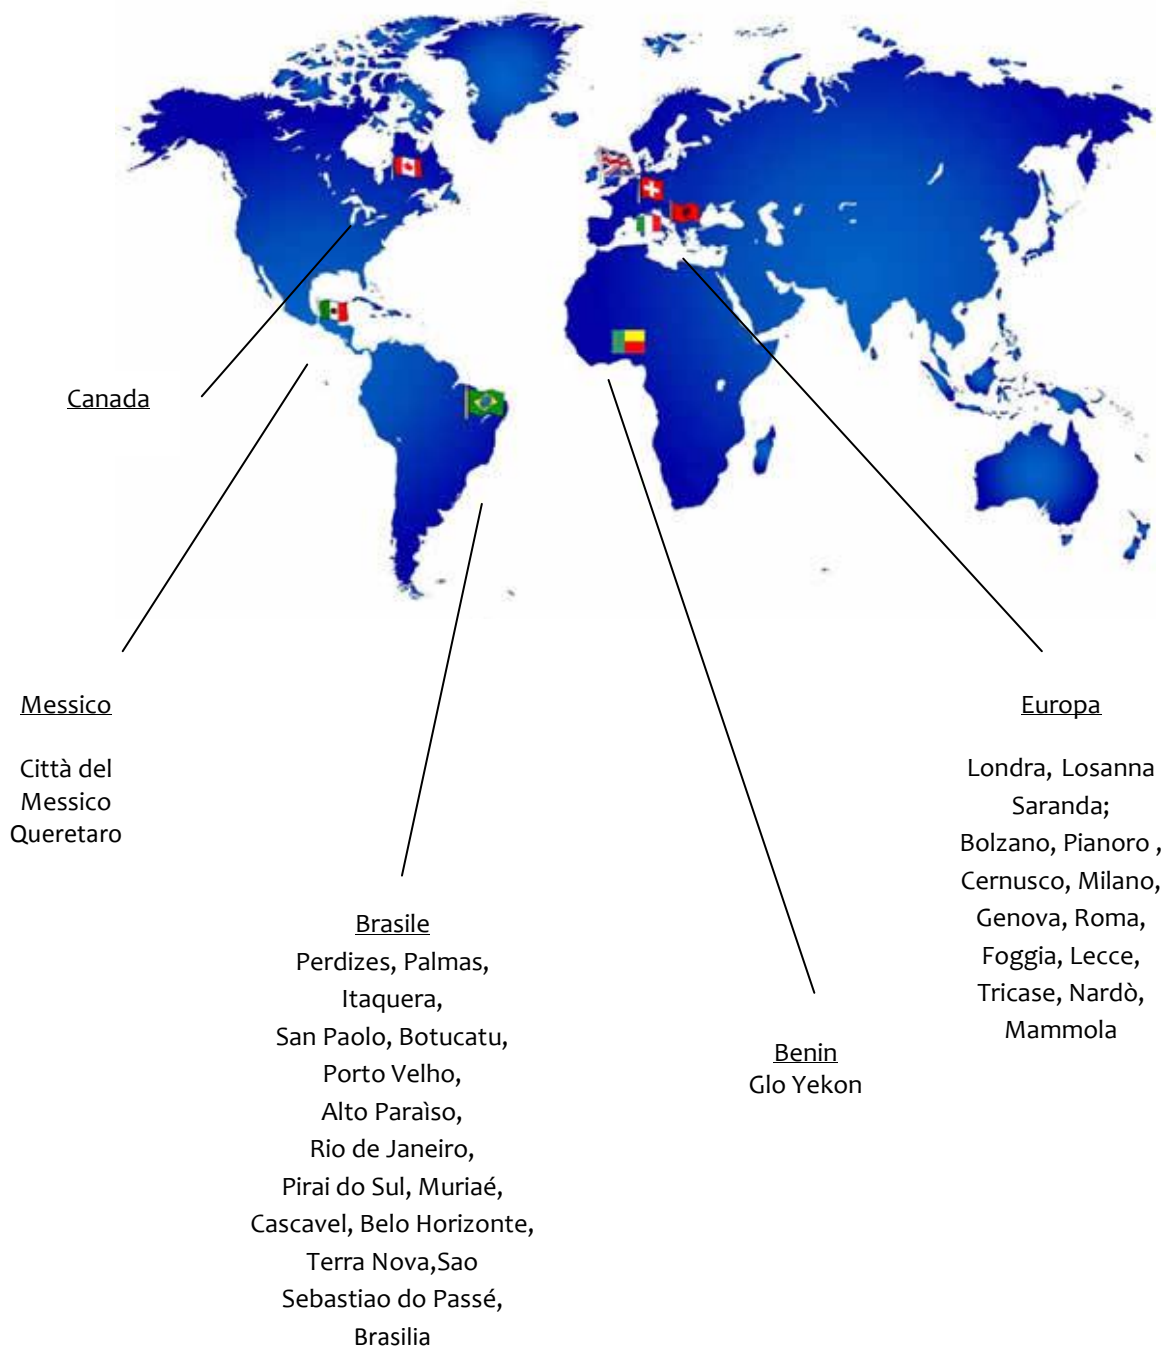 Canada
Messico
Città del
Messico
Queretaro
Brasile
Perdizes, Palmas,
Itaquera,
San Paolo, Botucatu,
Porto Velho,
Alto Paraìso,
Rio de Janeiro,
Pirai do Sul, Muriaé,
Cascavel, Belo Horizonte,
Terra Nova,Sao
Sebastiao do Passé,
Brasilia
Benin
Glo Yekon
Europa
Londra, Losanna
Saranda;
Bolzano, Pianoro ,
Cernusco, Milano,
Genova, Roma,
Foggia, Lecce,
Tricase, Nardò,
Mammola